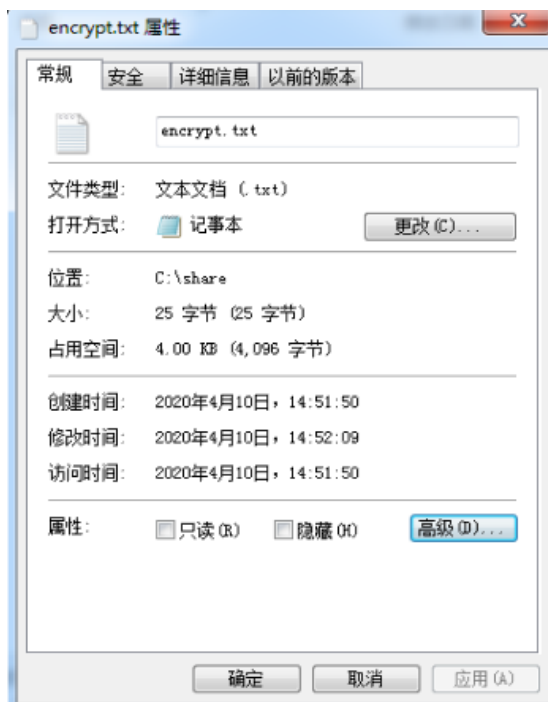 encrypt.txt 属性
常规 安全 详细信息 以前的版本
encrypt.txt
文件类型: 文本文档 (.txt)
打开方式: 记事本 更改(C)...
位置: C:\share
大小: 25 字节 (25 字节)
占用空间: 4.00 KB (4,096 字节)
创建时间: 2020年4月10日，14:51:50
修改时间: 2020年4月10日，14:52:09
访问时间: 2020年4月10日，14:51:50
属性: 只读(R) 隐藏(H) 高级(D)...
确定 取消 应用(A)